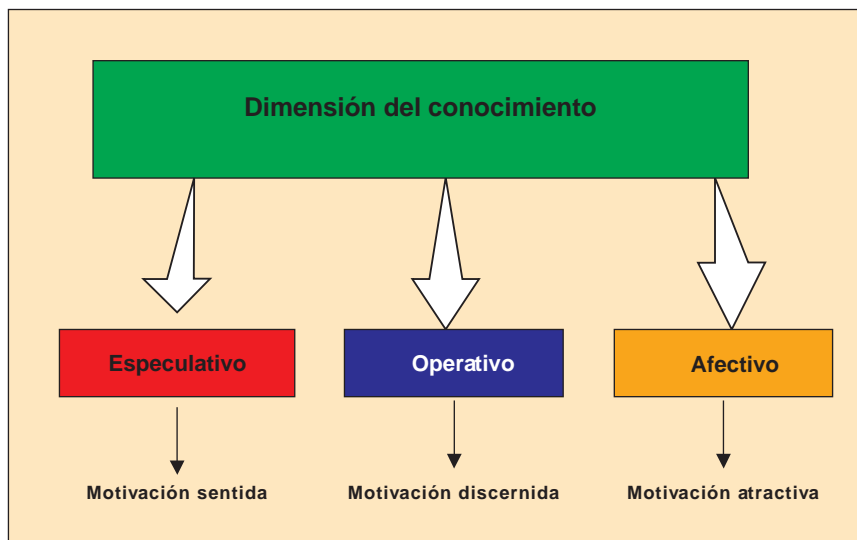 Dimensión del conocimiento
Especulativo
Operativo
Afectivo
Motivación sentida
Motivación discernida
Motivación atractiva